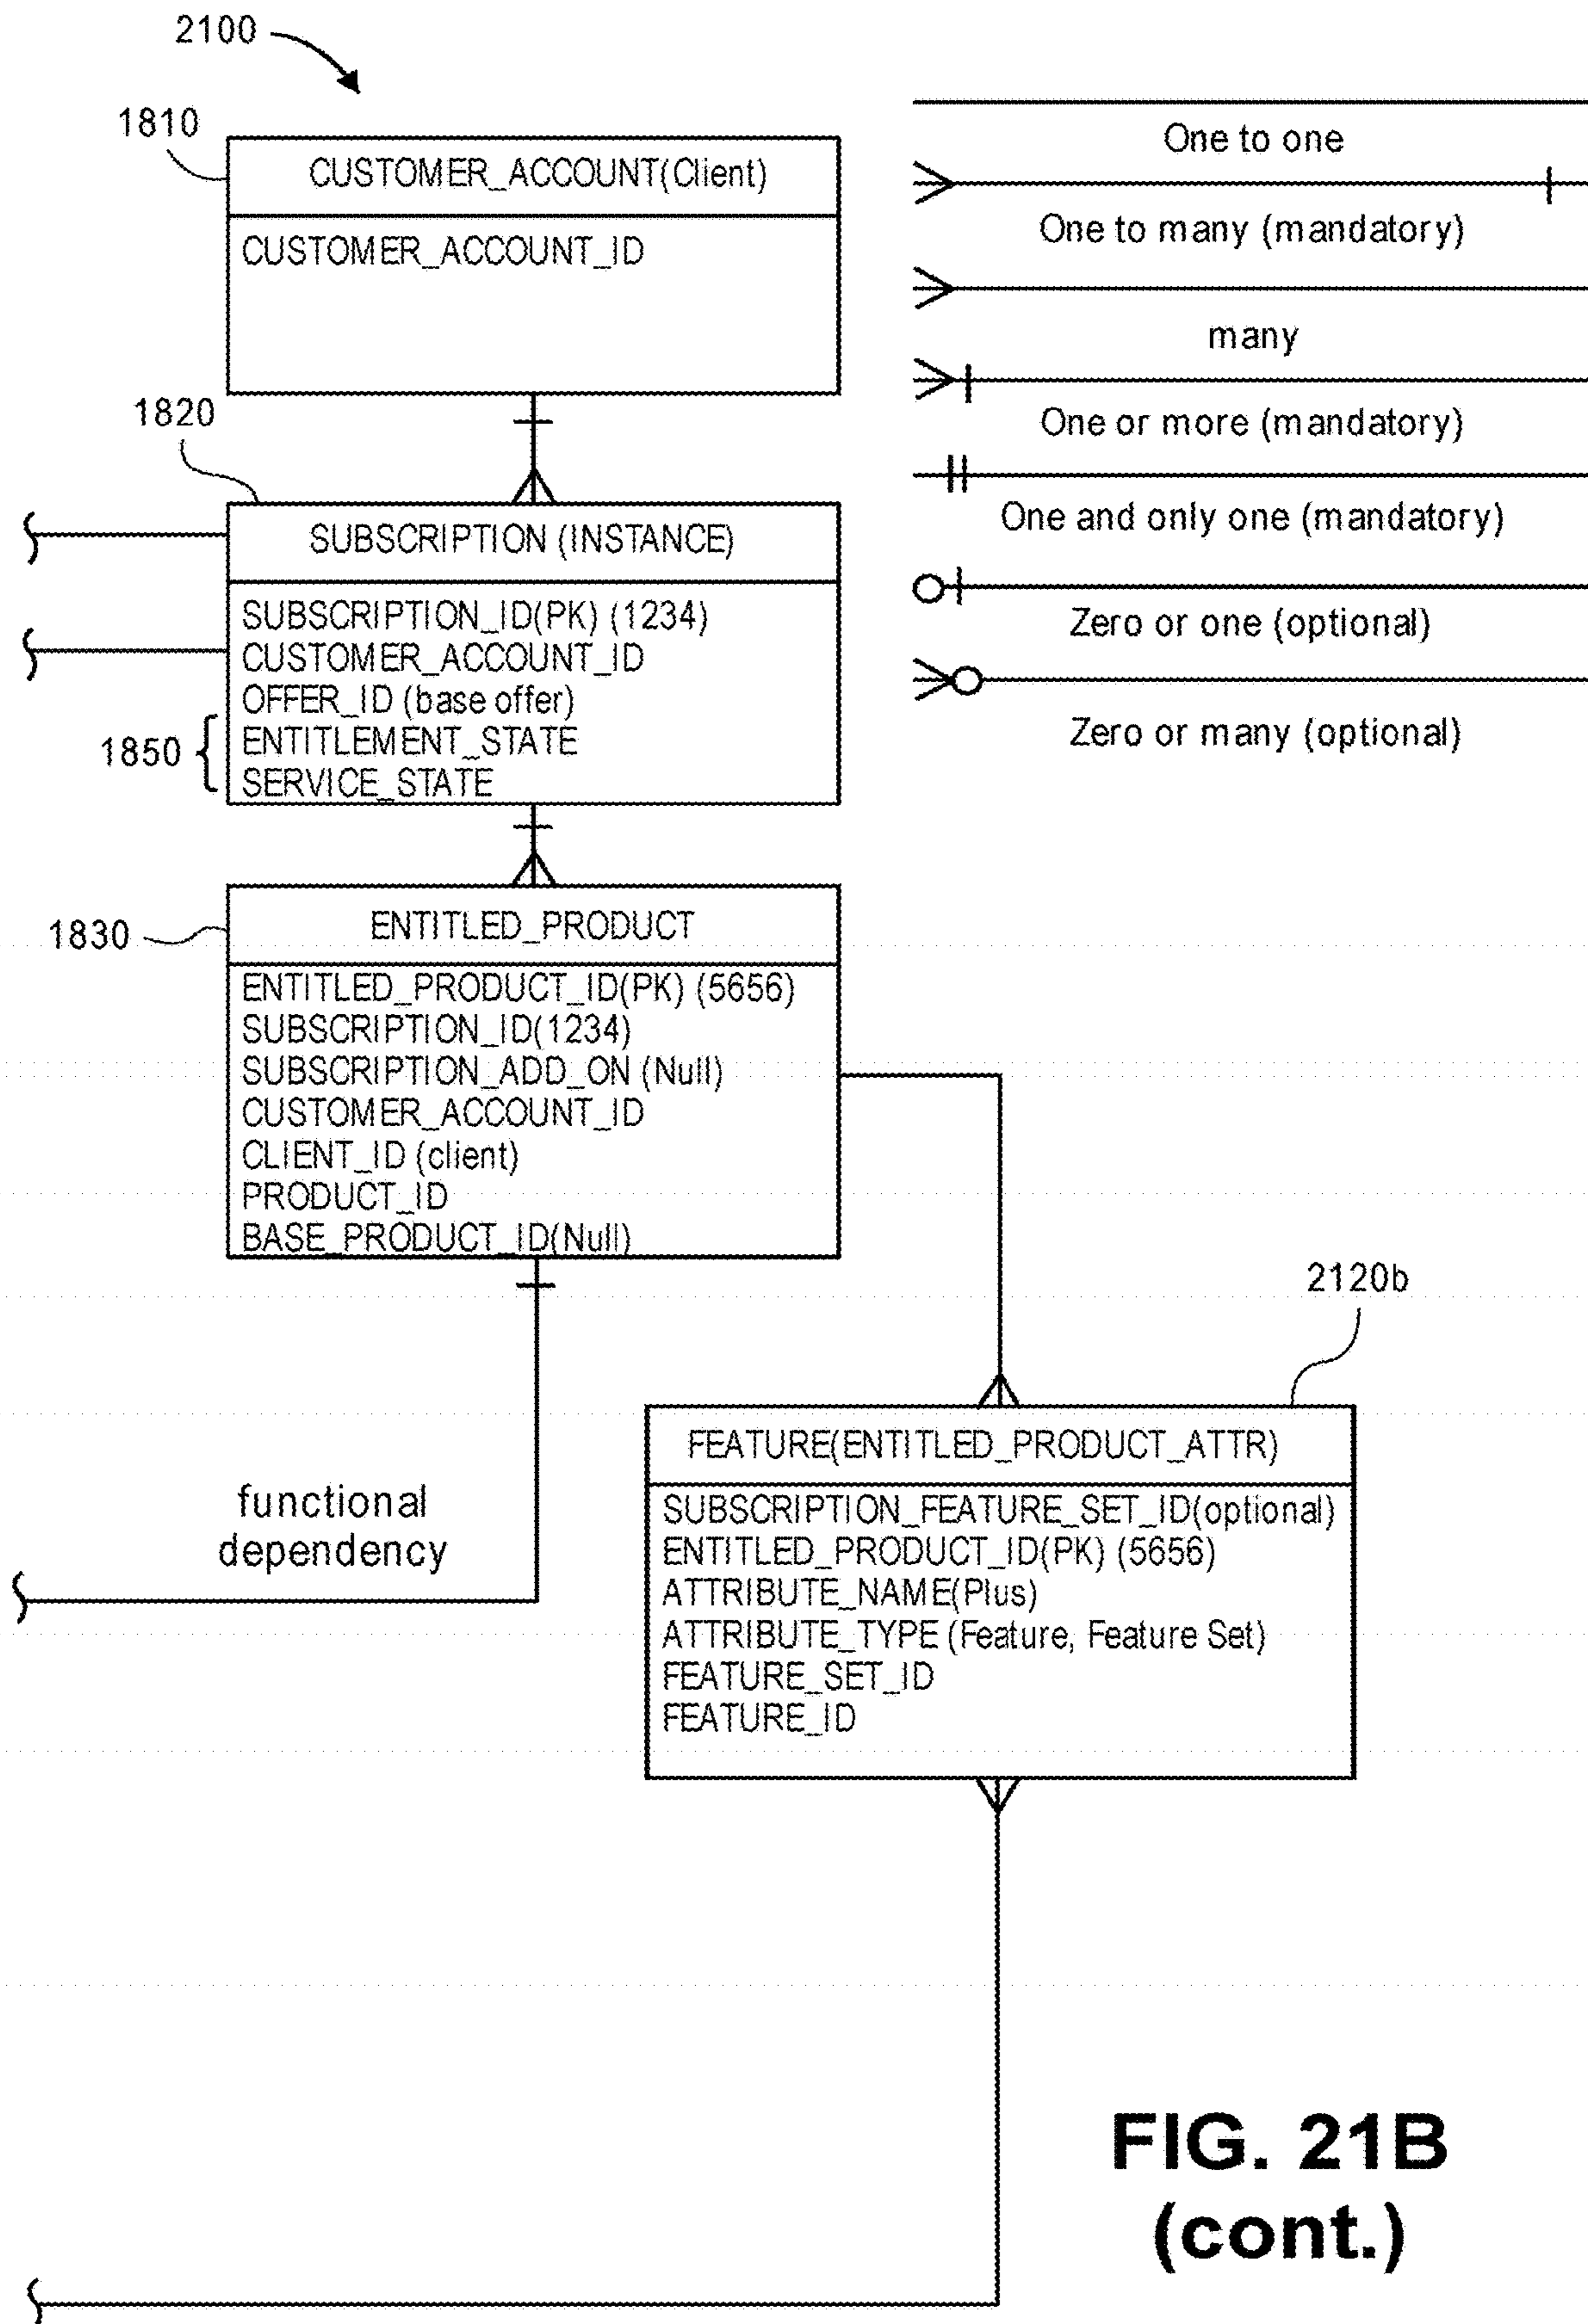 2100
1810
CUSTOMER_ACCOUNT(Client)
CUSTOMER_ACCOUNT_ID
One to one
One to many (mandatory)
many
One or more (mandatory)
One and only one (mandatory)
Zero or one (optional)
Zero or many (optional)
1820
SUBSCRIPTION (INSTANCE)
SUBSCRIPTION_ID(PK) (1234)
CUSTOMER_ACCOUNT_ID
OFFER_ID (base offer)
ENTITLEMENT_STATE
SERVICE_STATE
1850
1830
ENTITLED_PRODUCT
ENTITLED_PRODUCT_ID(PK) (5656)
SUBSCRIPTION_ID(1234)
SUBSCRIPTION_ADD_ON (Null)
CUSTOMER_ACCOUNT_ID
CLIENT_ID (client)
PRODUCT_ID
BASE_PRODUCT_ID(Null)
functional
dependency
2120b
FEATURE(ENTITLED_PRODUCT_ATTR)
SUBSCRIPTION_FEATURE_SET_ID(optional)
ENTITLED_PRODUCT_ID(PK) (5656)
ATTRIBUTE_NAME(Plus)
ATTRIBUTE_TYPE (Feature, Feature Set)
FEATURE_SET_ID
FEATURE_ID
FIG. 21B
(cont.)